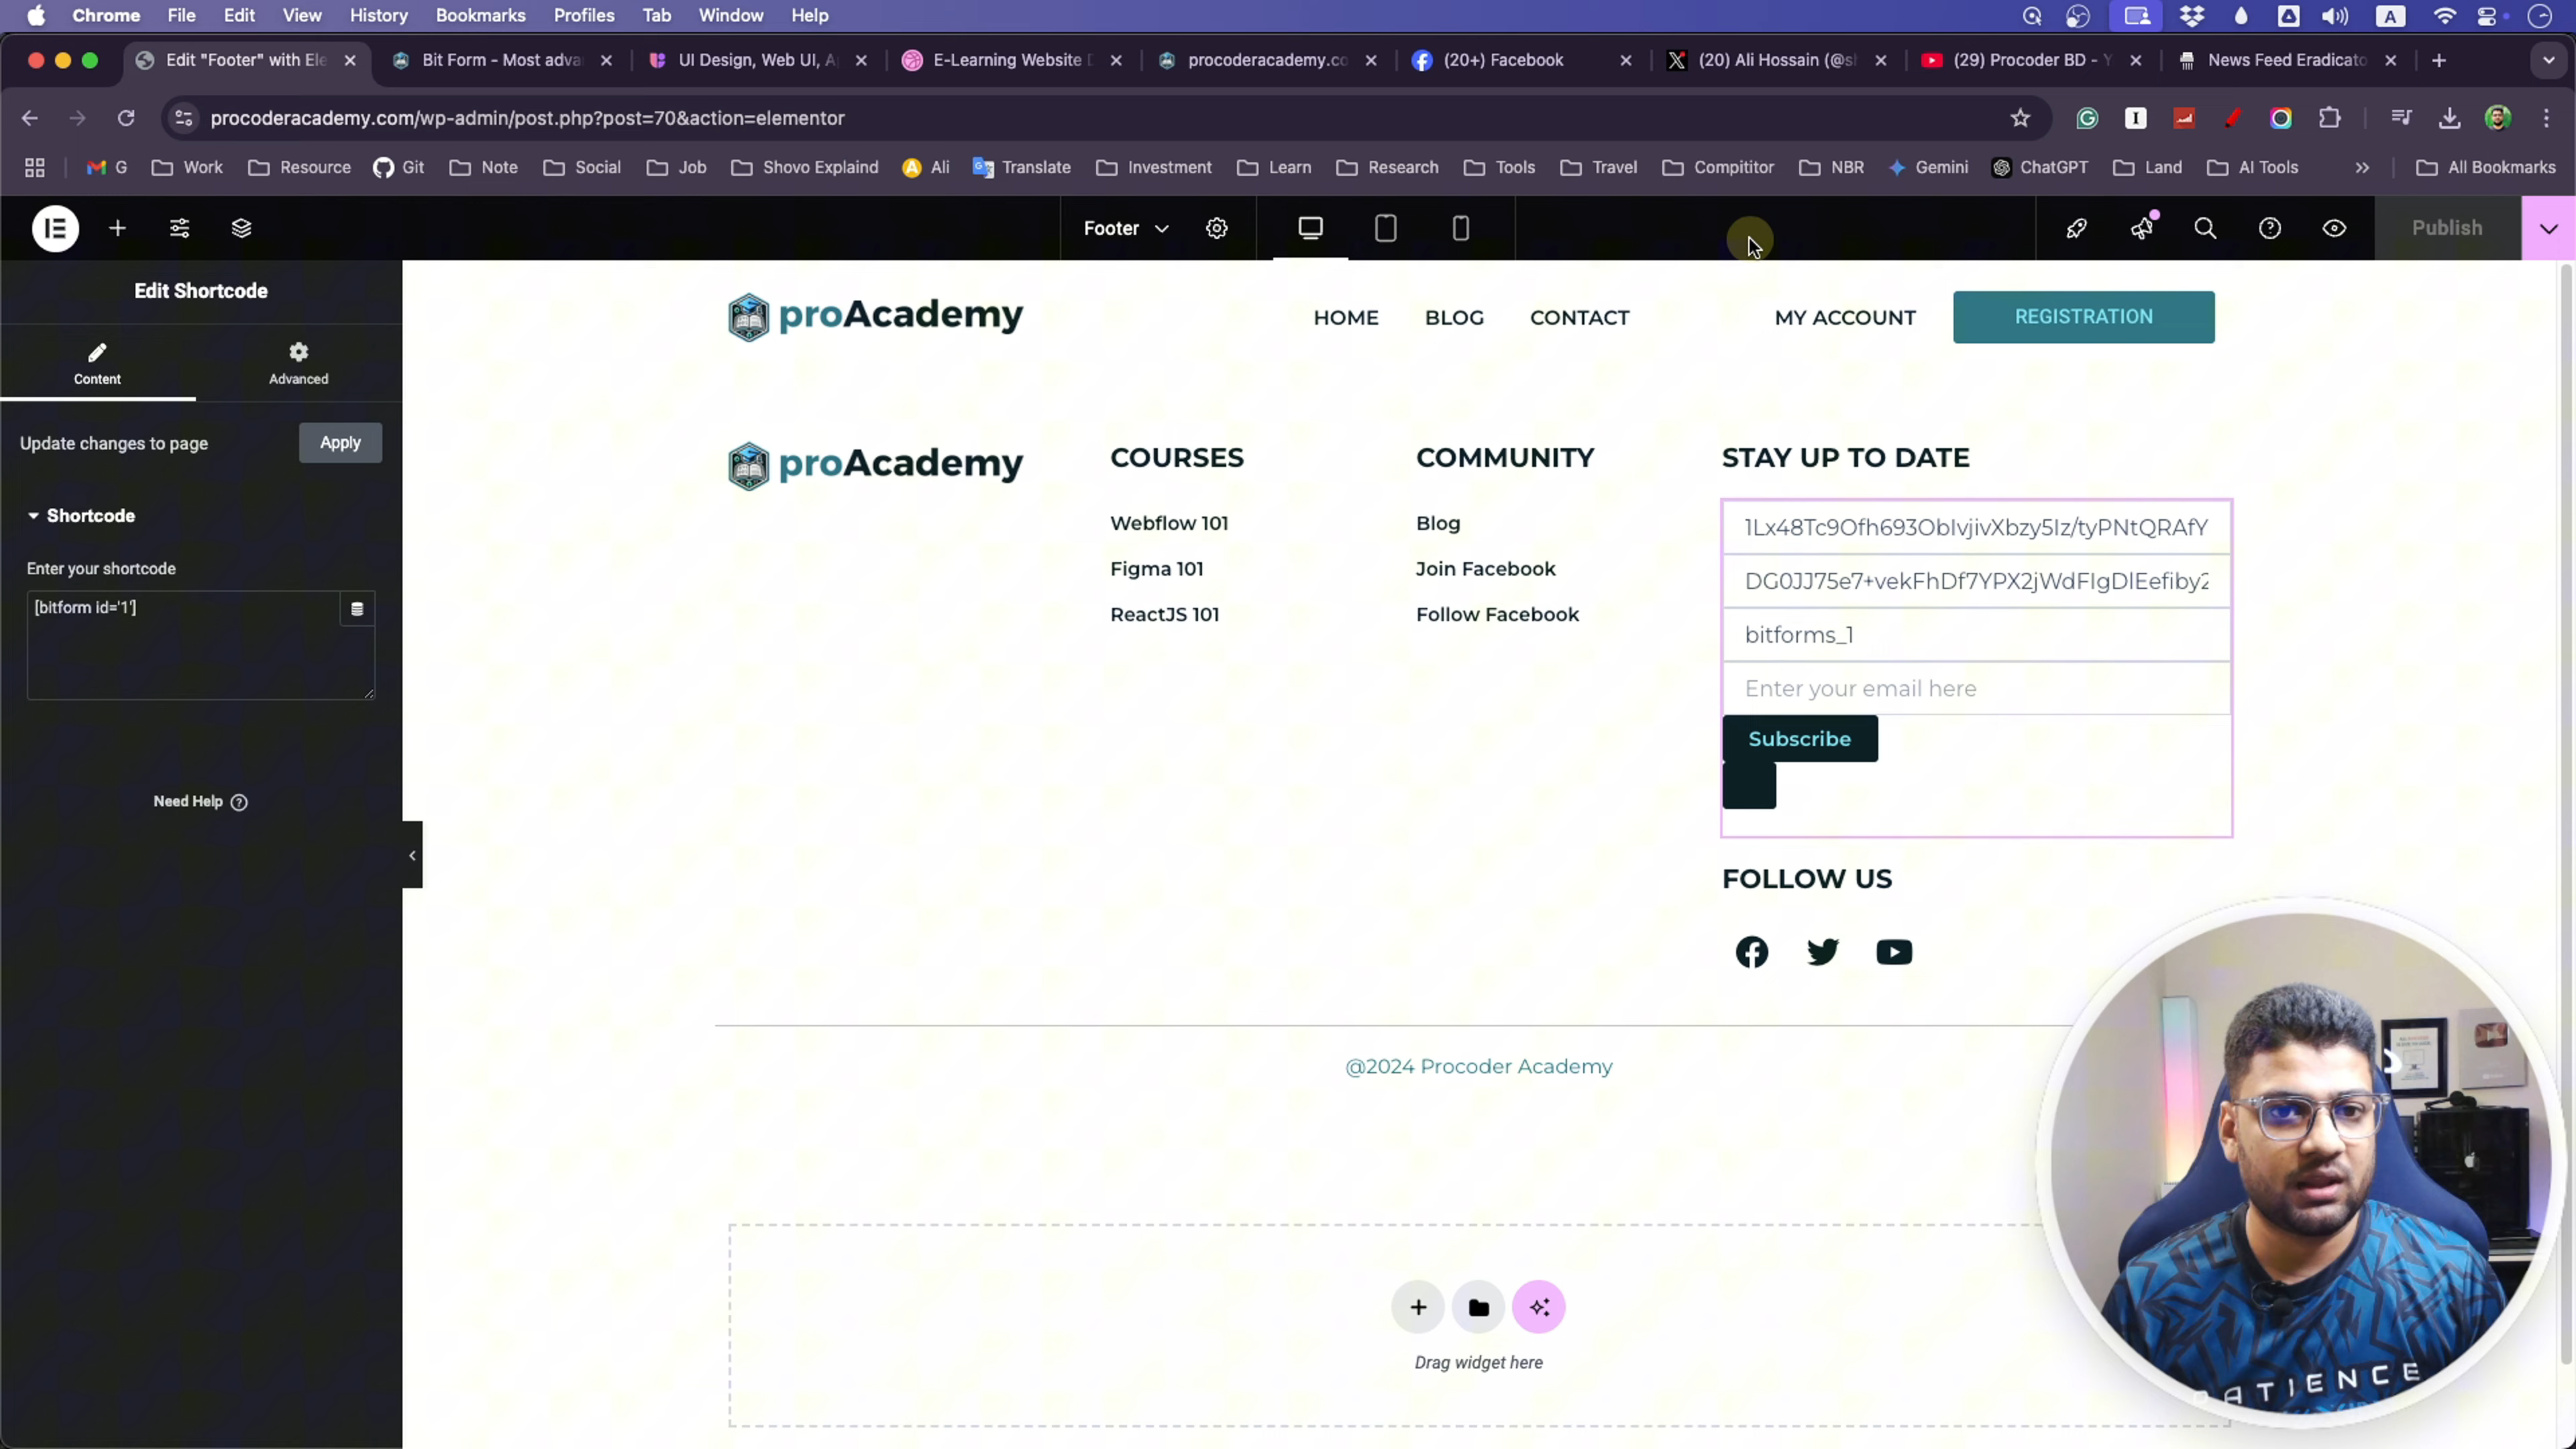 Chrome File Edit View History Bookmarks Profiles Tab Window Help
Edit "Footer" with Ele
Bit Form - Most adva
UI Design, Web UI, A
E-Learning Website D
procoderacademy.co
(20+) Facebook
(20) Ali Hossain (@sh
(29) Procoder BD - Y
News Feed Eradicato
procoderacademy.com/wp-admin/post.php?post=70&action=elementor
G Work Resource Git Note Social Job Shovo Explaind Ali Translate Investment Learn Research Tools Travel Compititor NBR Gemini ChatGPT Land AI Tools » All Bookmarks
Footer
Publish
Edit Shortcode
Content
Advanced
Update changes to page
Apply
Shortcode
Enter your shortcode
[bitform id='1']
Need Help
proAcademy
HOME BLOG CONTACT
MY ACCOUNT
REGISTRATION
proAcademy
COURSES
Webflow 101
Figma 101
ReactJS 101
COMMUNITY
Blog
Join Facebook
Follow Facebook
STAY UP TO DATE
bitforms_1
Enter your email here
Subscribe
FOLLOW US
@2024 Procoder Academy
Drag widget here
PATIENCE